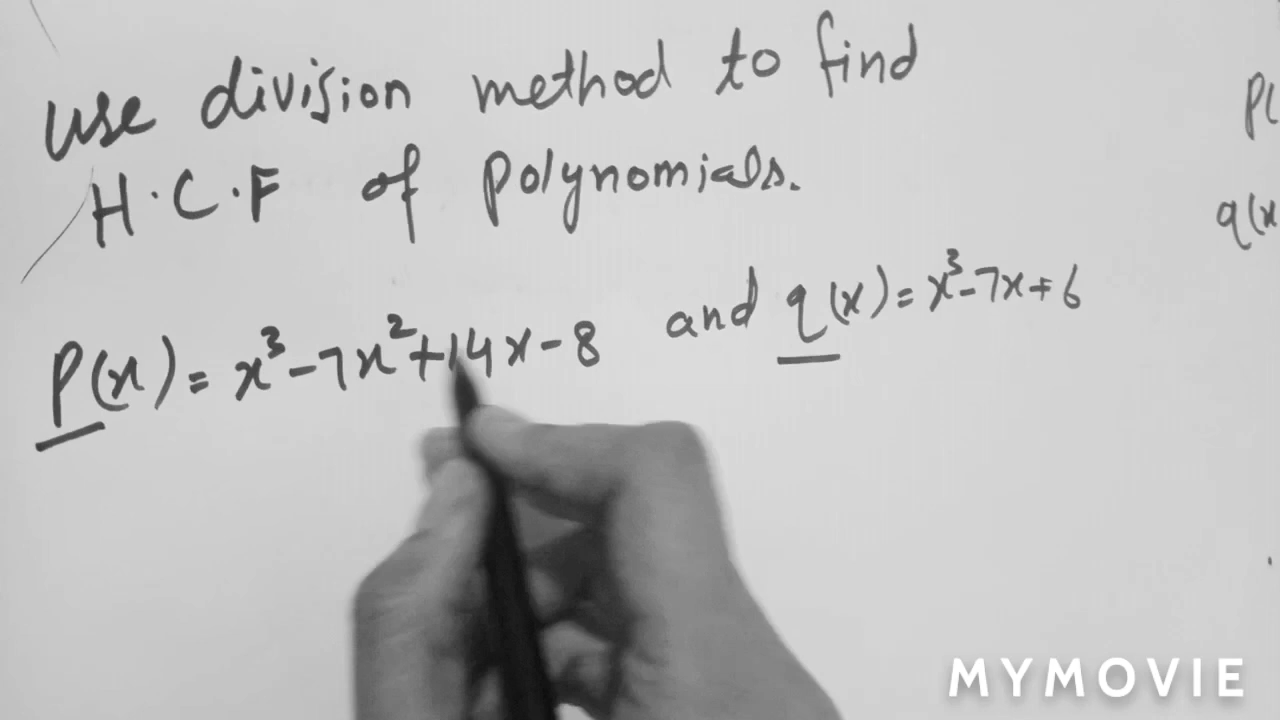 use division method to find
H.C.F of polynomials.
P(x) = x³ - 7x² + 14x - 8 and q(x) = x³ - 7x + 6
P(
q(x
MYMOVIE